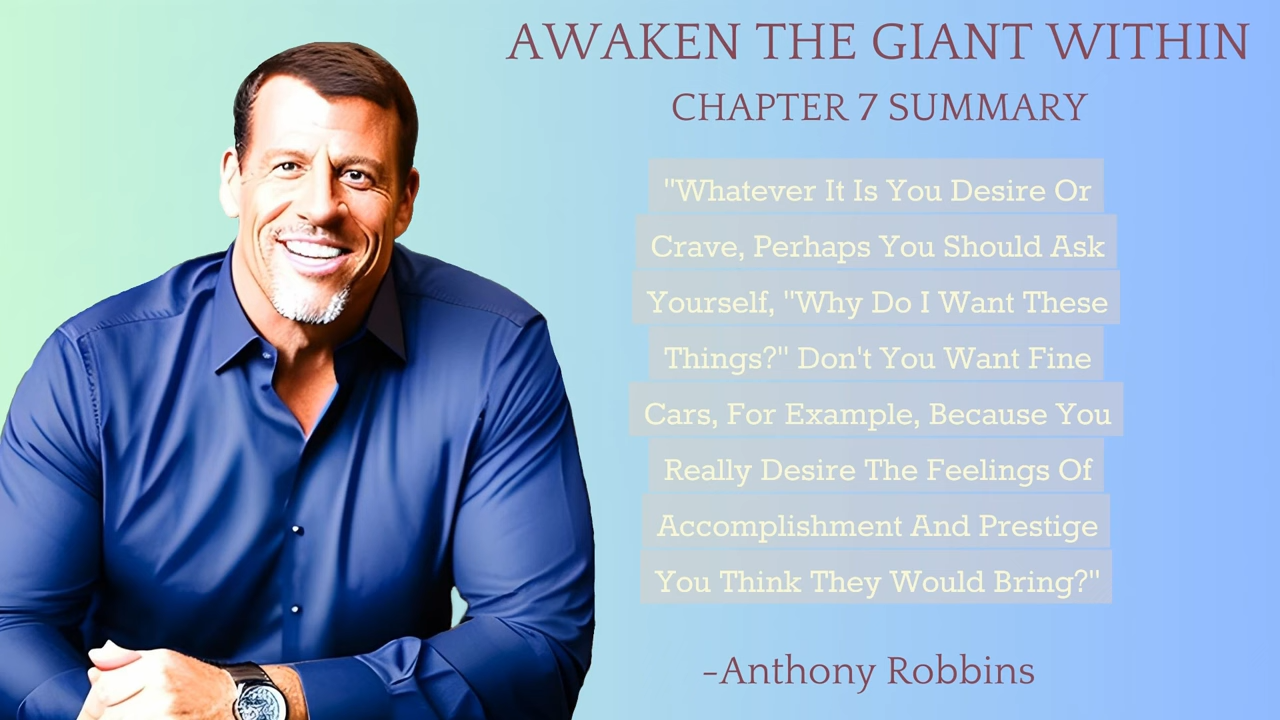 AWAKEN THE GIANT WITHIN
CHAPTER 7 SUMMARY
"Whatever It Is You Desire Or
Crave, Perhaps You Should Ask
Yourself, "Why Do I Want These
Things?" Don't You Want Fine
Cars, For Example, Because You
Really Desire The Feelings Of
Accomplishment And Prestige
You Think They Would Bring?"
-Anthony Robbins